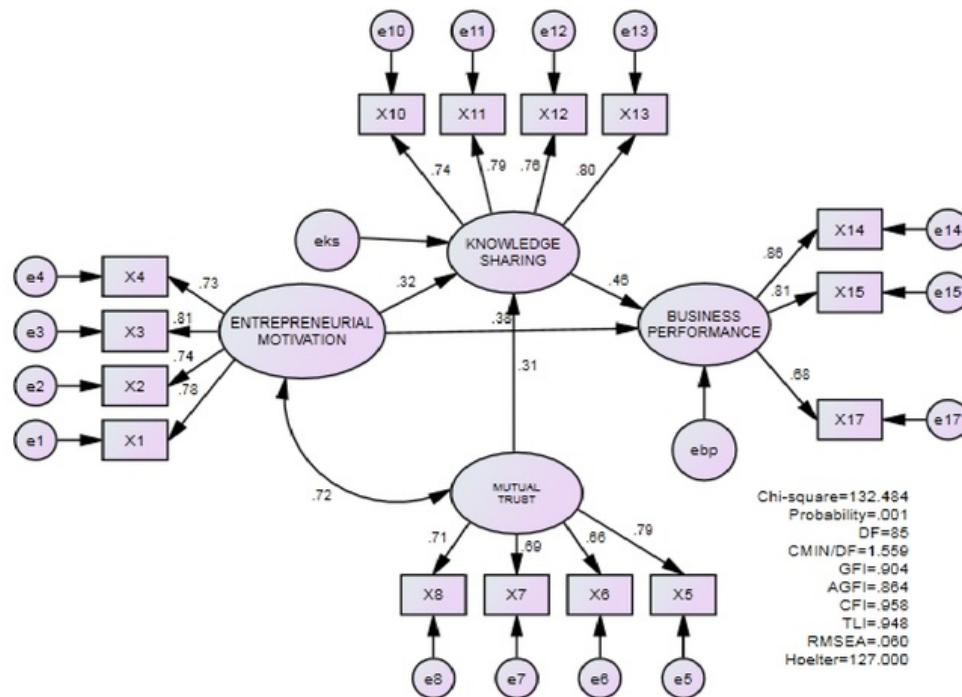 e10
e11
e12
e13
X10
X11
X12
X13
.74
.79
.76
.80
eks
KNOWLEDGE
SHARING
X14
e14
.86
.81
X15
e15
e4
X4
.73
.32
.46
e3
X3
.81
ENTREPRENEURIAL
MOTIVATION
.38
BUSINESS
PERFORMANCE
e2
X2
.74
.78
e1
X1
.31
.68
X17
e17
ebp
.72
MUTUAL
TRUST
.71
.69
.66
.79
X8
X7
X6
X5
e8
e7
e6
e5
Chi-square=132.484
Probability=.001
DF=85
CMIN/DF=1.559
GFI=.904
AGFI=.864
CFI=.958
TLI=.948
RMSEA=.060
Hoelter=127.000